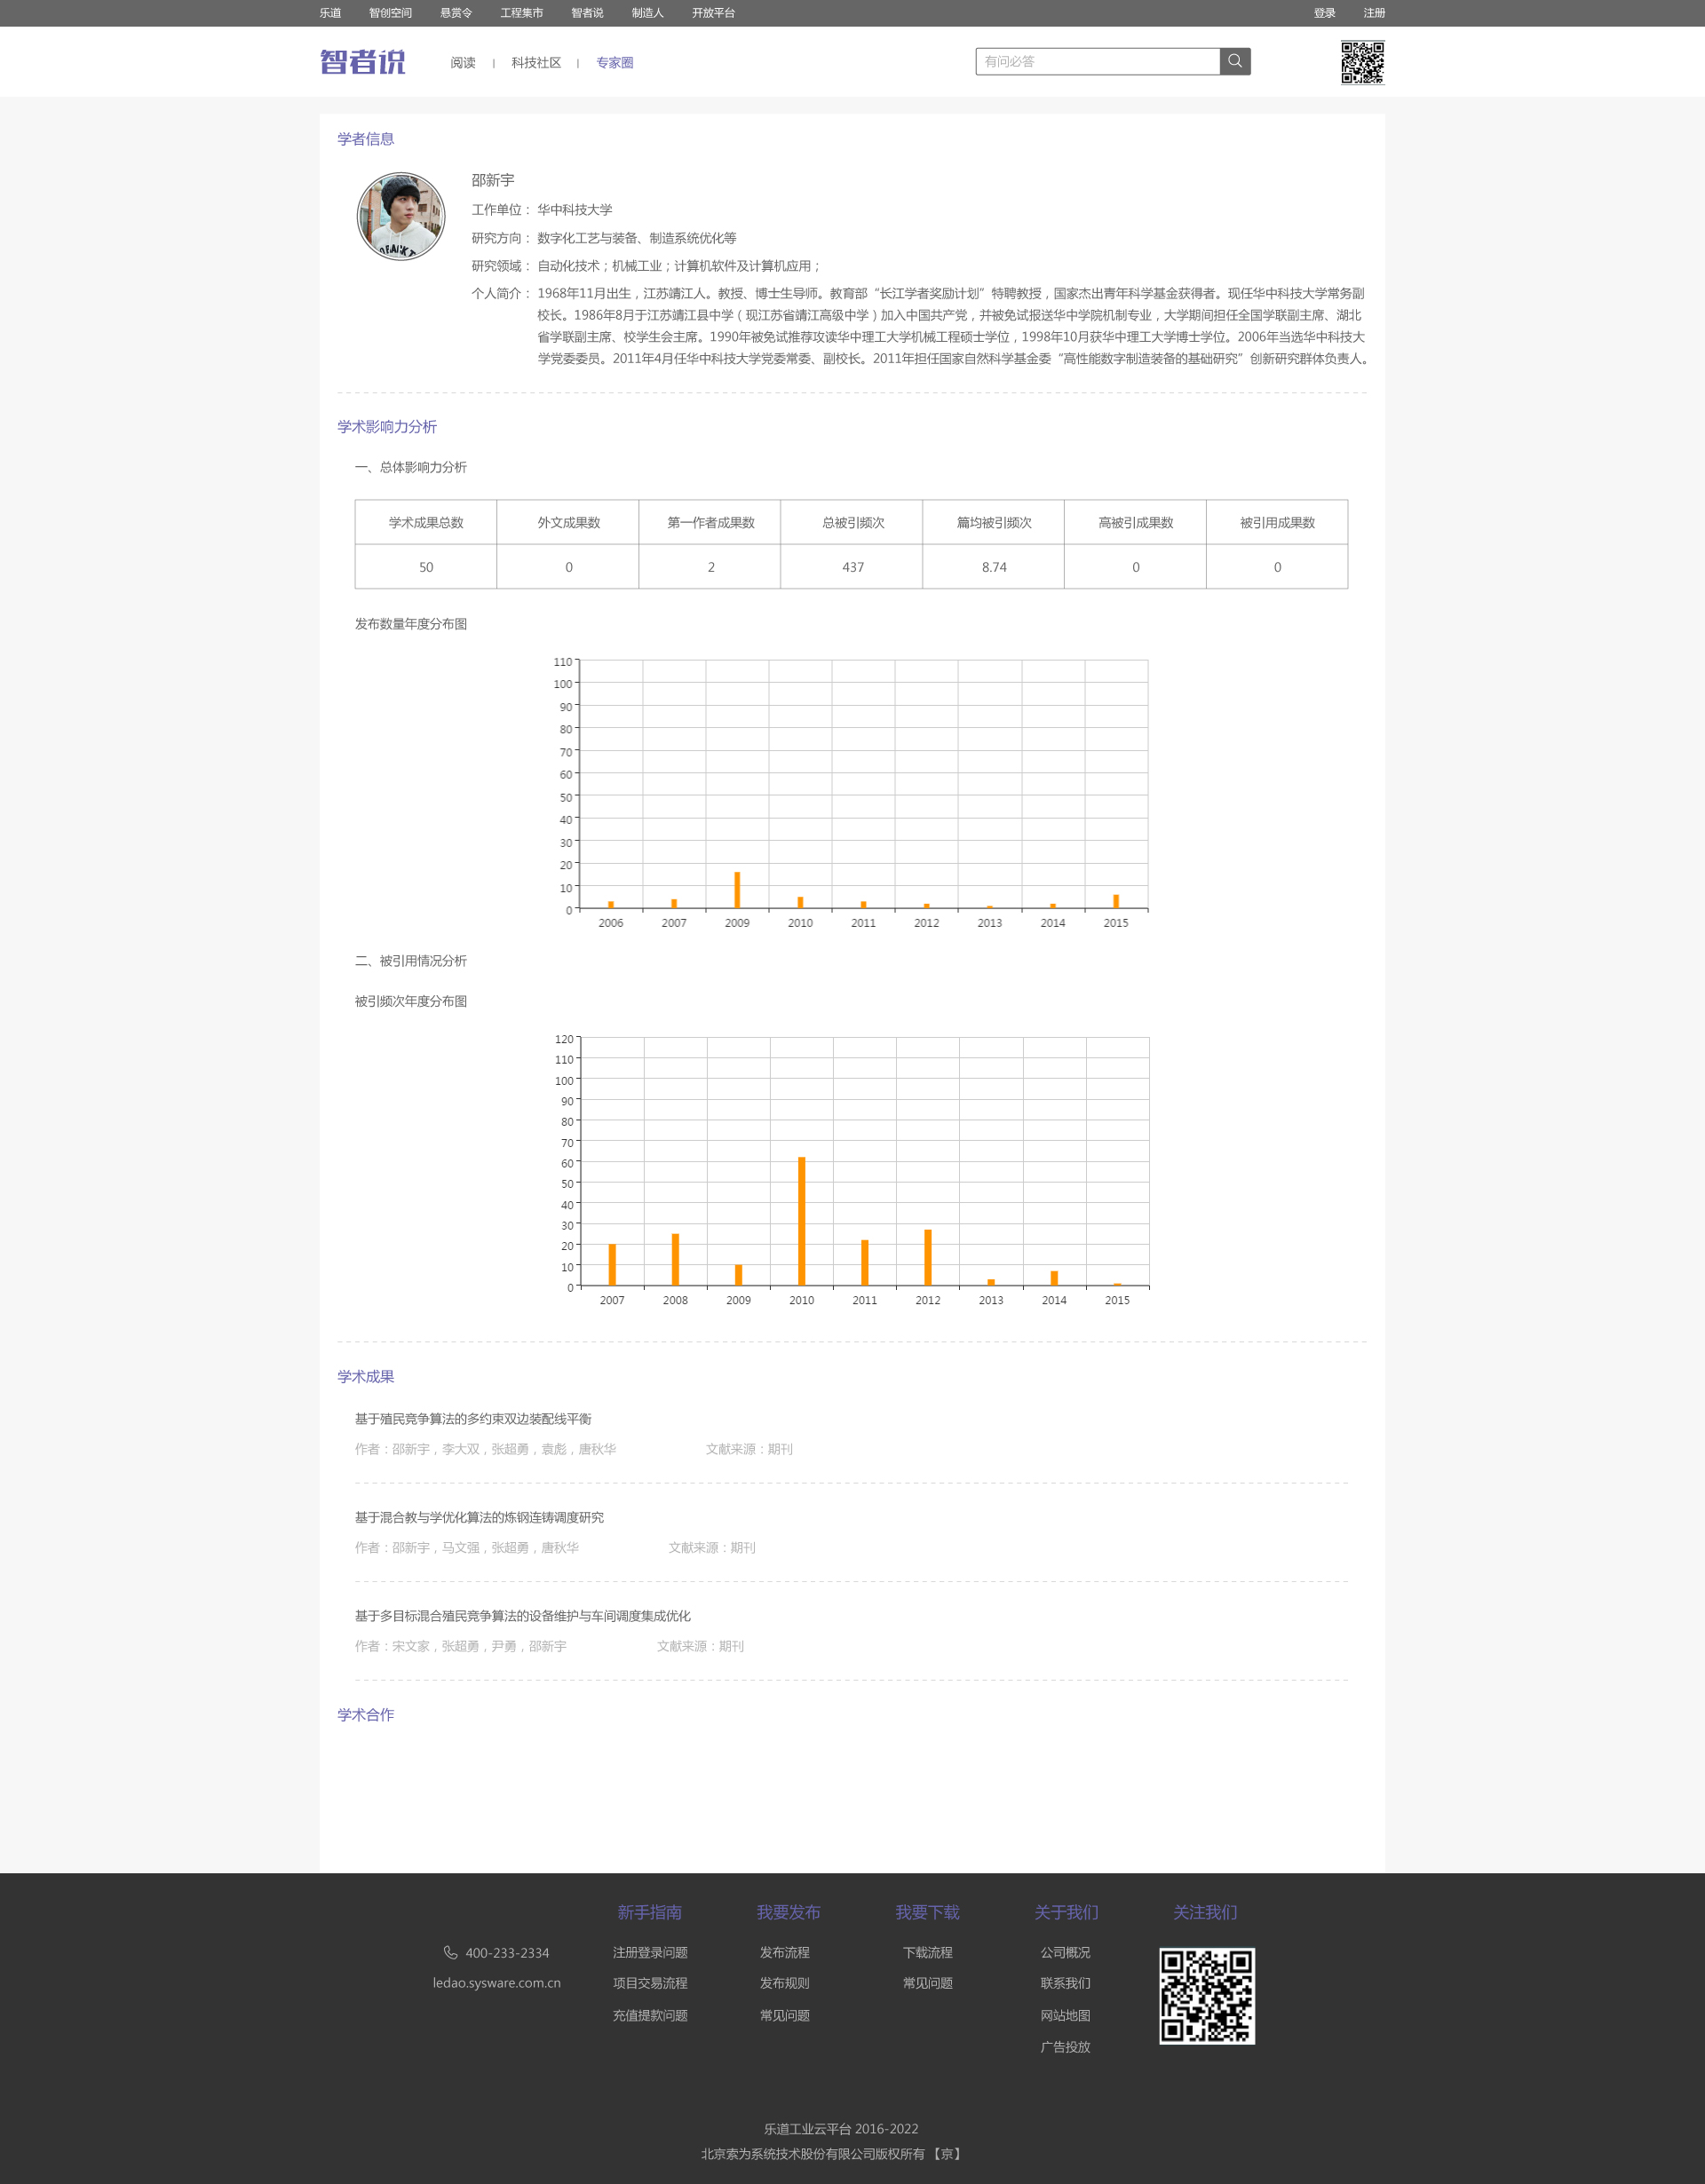 乐道 智创空间 悬赏令 工程集市 智者说 制造人 开放平台 登录 注册
智者说 阅读 | 科技社区 | 专家圈 有问必答
学者信息
邵新宇
工作单位： 华中科技大学
研究方向： 数字化工艺与装备、制造系统优化等
研究领域： 自动化技术；机械工业；计算机软件及计算机应用；
个人简介： 1968年11月出生，江苏靖江人。教授、博士生导师。教育部“长江学者奖励计划”特聘教授，国家杰出青年科学基金获得者。现任华中科技大学常务副
校长。1986年8月于江苏靖江县中学（现江苏省靖江高级中学）加入中国共产党，并被免试报送华中学院机制专业，大学期间担任全国学联副主席、湖北
省学联副主席、校学生会主席。1990年被免试推荐攻读华中理工大学机械工程硕士学位，1998年10月获华中理工大学博士学位。2006年当选华中科技大
学党委委员。2011年4月任华中科技大学党委常委、副校长。2011年担任国家自然科学基金委“高性能数字制造装备的基础研究”创新研究群体负责人。
学术影响力分析
一、总体影响力分析
学术成果总数 外文成果数 第一作者成果数 总被引频次 篇均被引频次 高被引成果数 被引用成果数
50 0 2 437 8.74 0 0
发布数量年度分布图
110
100
90
80
70
60
50
40
30
20
10
0
2006 2007 2009 2010 2011 2012 2013 2014 2015
二、被引用情况分析
被引频次年度分布图
120
110
100
90
80
70
60
50
40
30
20
10
0
2007 2008 2009 2010 2011 2012 2013 2014 2015
学术成果
基于殖民竞争算法的多约束双边装配线平衡
作者：邵新宇，李大双，张超勇，袁彪，唐秋华 文献来源：期刊
基于混合教与学优化算法的炼钢连铸调度研究
作者：邵新宇，马文强，张超勇，唐秋华 文献来源：期刊
基于多目标混合殖民竞争算法的设备维护与车间调度集成优化
作者：宋文家，张超勇，尹勇，邵新宇 文献来源：期刊
学术合作
新手指南 我要发布 我要下载 关于我们 关注我们
400-233-2334 注册登录问题 发布流程 下载流程 公司概况
ledao.sysware.com.cn 项目交易流程 发布规则 常见问题 联系我们
充值提款问题 常见问题 网站地图
广告投放
乐道工业云平台 2016-2022
北京索为系统技术股份有限公司版权所有 【京】